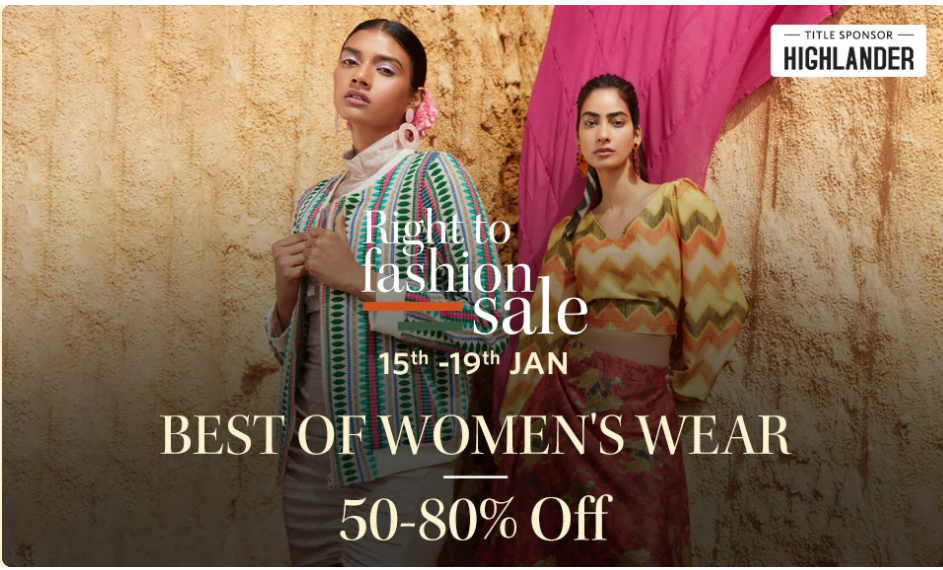 TITLE SPONSOR
HIGHLANDER
Right to
fashion
sale
15th -19th JAN
BEST OF WOMEN'S WEAR
50-80% Off